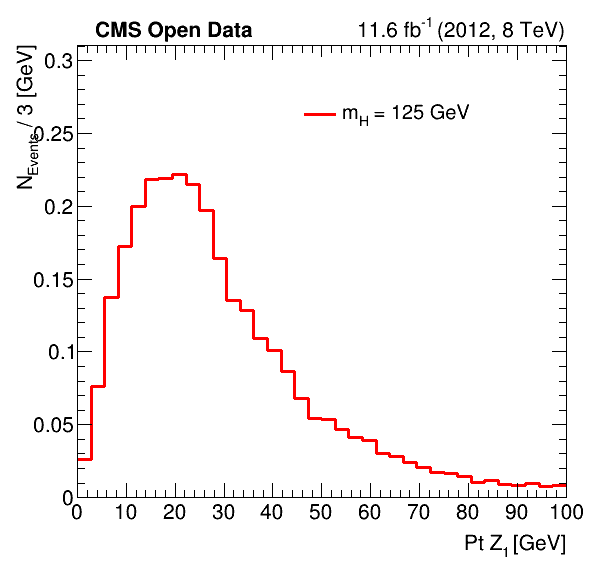 CMS Open Data 11.6 fb⁻¹ (2012, 8 TeV)
N_Events / 3 [GeV]
m_H = 125 GeV
0.3
0.25
0.2
0.15
0.1
0.05
0
0 10 20 30 40 50 60 70 80 90 100
Pt Z₁ [GeV]